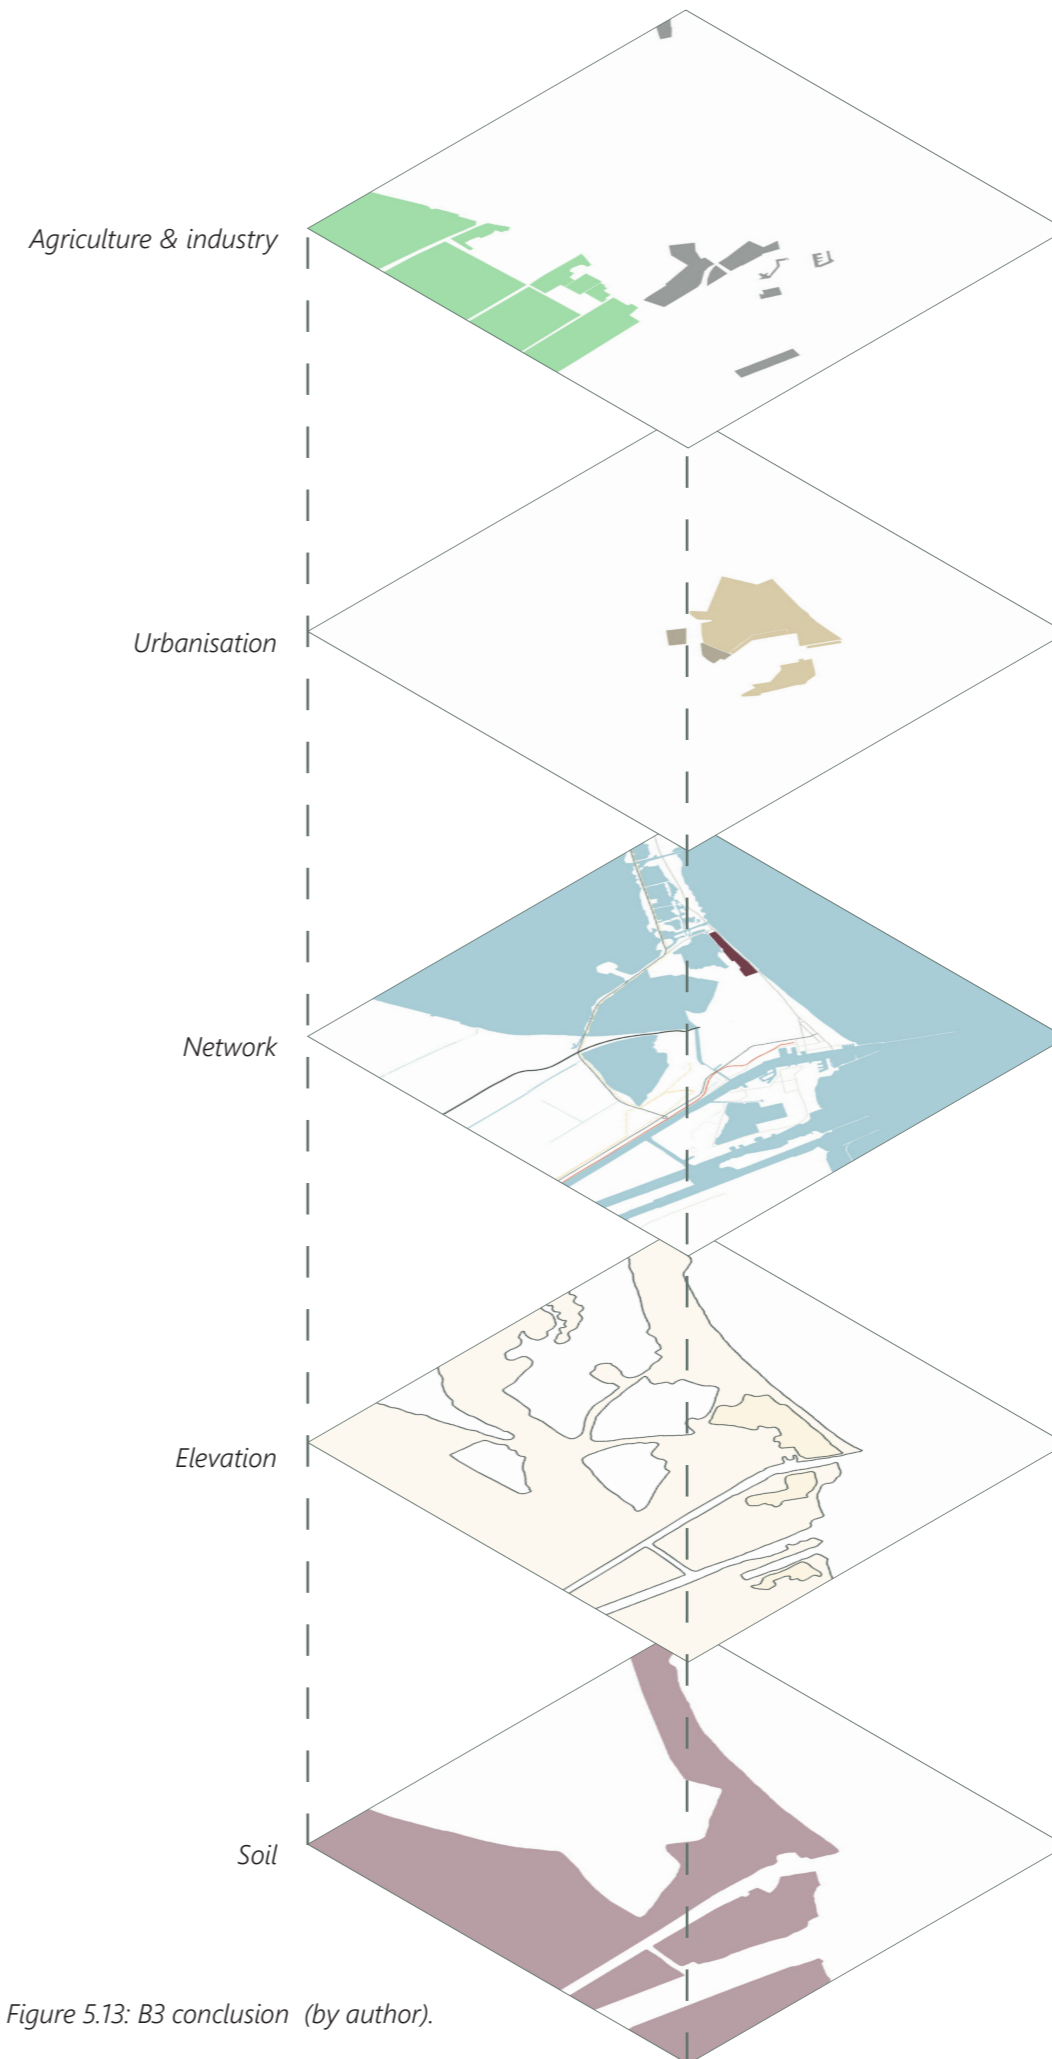 Agriculture & industry
Urbanisation
Network
Elevation
Soil
Figure 5.13: B3 conclusion (by author).